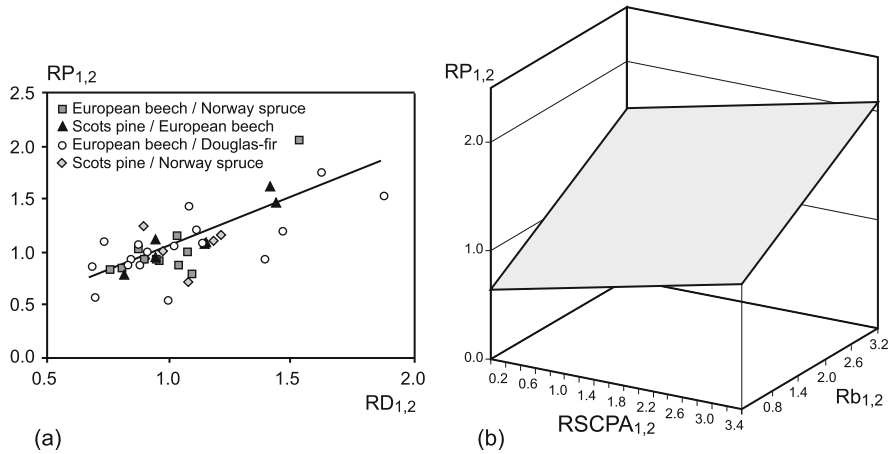 RP1,2
2.5
European beech / Norway spruce
Scots pine / European beech
European beech / Douglas-fir
Scots pine / Norway spruce
2.0
1.5
1.0
0.5
0.0
0.5 1.0 1.5 2.0
RD1,2
(a)
RP1,2
2.0
1.0
0.0
0.2 0.6 1.0 1.4 1.8 2.2 2.6 3.0 3.4
RSCPA1,2
0.8 1.4 2.0 2.6 3.2
Rb1,2
(b)